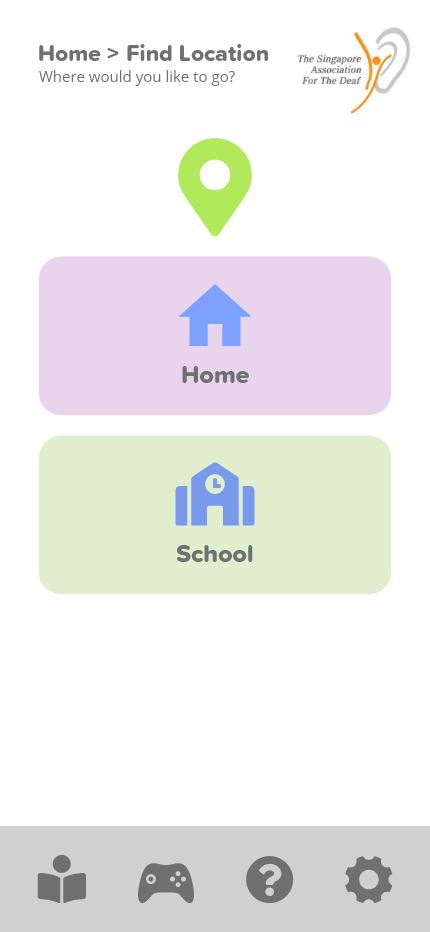 Home > Find Location
Where would you like to go?
The Singapore
Association
For The Deaf
Home
School